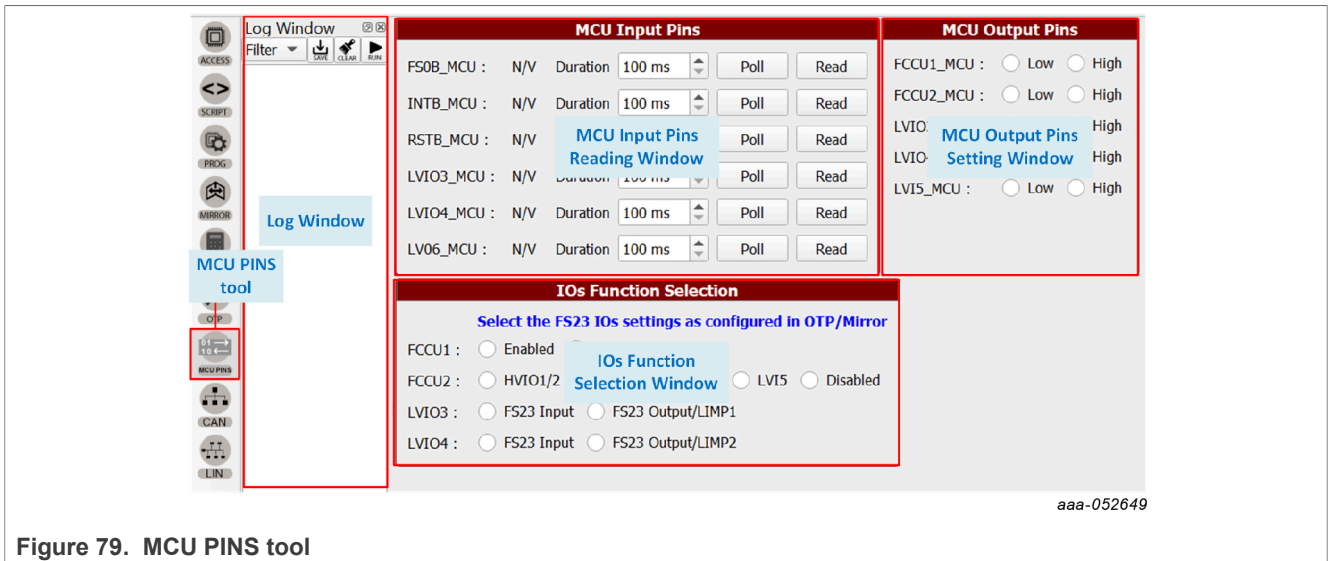 ACCESS
SCRIPT
PROG
MIRROR
MCU PINS
tool
OTP
MCU PINS
CAN
LIN
Log Window
Filter
SAVE
CLEAR
RUN
Log Window
MCU Input Pins
FS0B_MCU : N/V Duration 100 ms Poll Read
INTB_MCU : N/V Duration 100 ms Poll Read
RSTB_MCU : N/V Poll Read
LVIO3_MCU : N/V Duration 100 ms Poll Read
LVIO4_MCU : N/V Duration 100 ms Poll Read
LV06_MCU : N/V Duration 100 ms Poll Read
MCU Input Pins
Reading Window
MCU Output Pins
FCCU1_MCU : Low High
FCCU2_MCU : Low High
LVIO High
LVIO High
LVI5_MCU : Low High
MCU Output Pins
Setting Window
IOs Function Selection
Select the FS23 IOs settings as configured in OTP/Mirror
FCCU1 : Enabled
FCCU2 : HVIO1/2 LVI5 Disabled
LVIO3 : FS23 Input FS23 Output/LIMP1
LVIO4 : FS23 Input FS23 Output/LIMP2
IOs Function
Selection Window
aaa-052649
Figure 79. MCU PINS tool